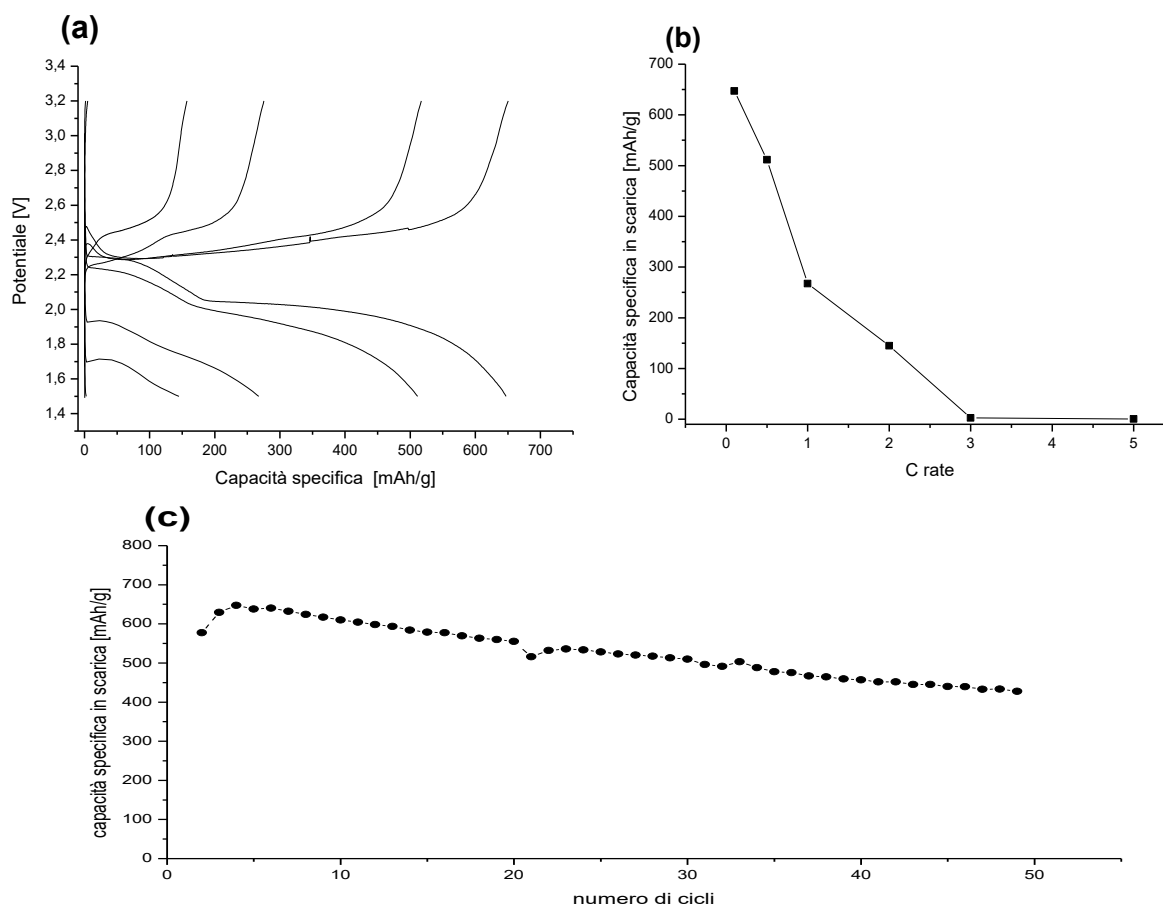 (a)
3,4
3,2
3,0
2,8
2,6
2,4
2,2
2,0
1,8
1,6
1,4
Potenziale [V]
0 100 200 300 400 500 600 700
Capacità specifica [mAh/g]
(b)
700
600
500
400
300
200
100
0
Capacità specifica in scarica [mAh/g]
0 1 2 3 4 5
C rate
(c)
800
700
600
500
400
300
200
100
0
capacità specifica in scarica [mAh/g]
0 10 20 30 40 50
numero di cicli